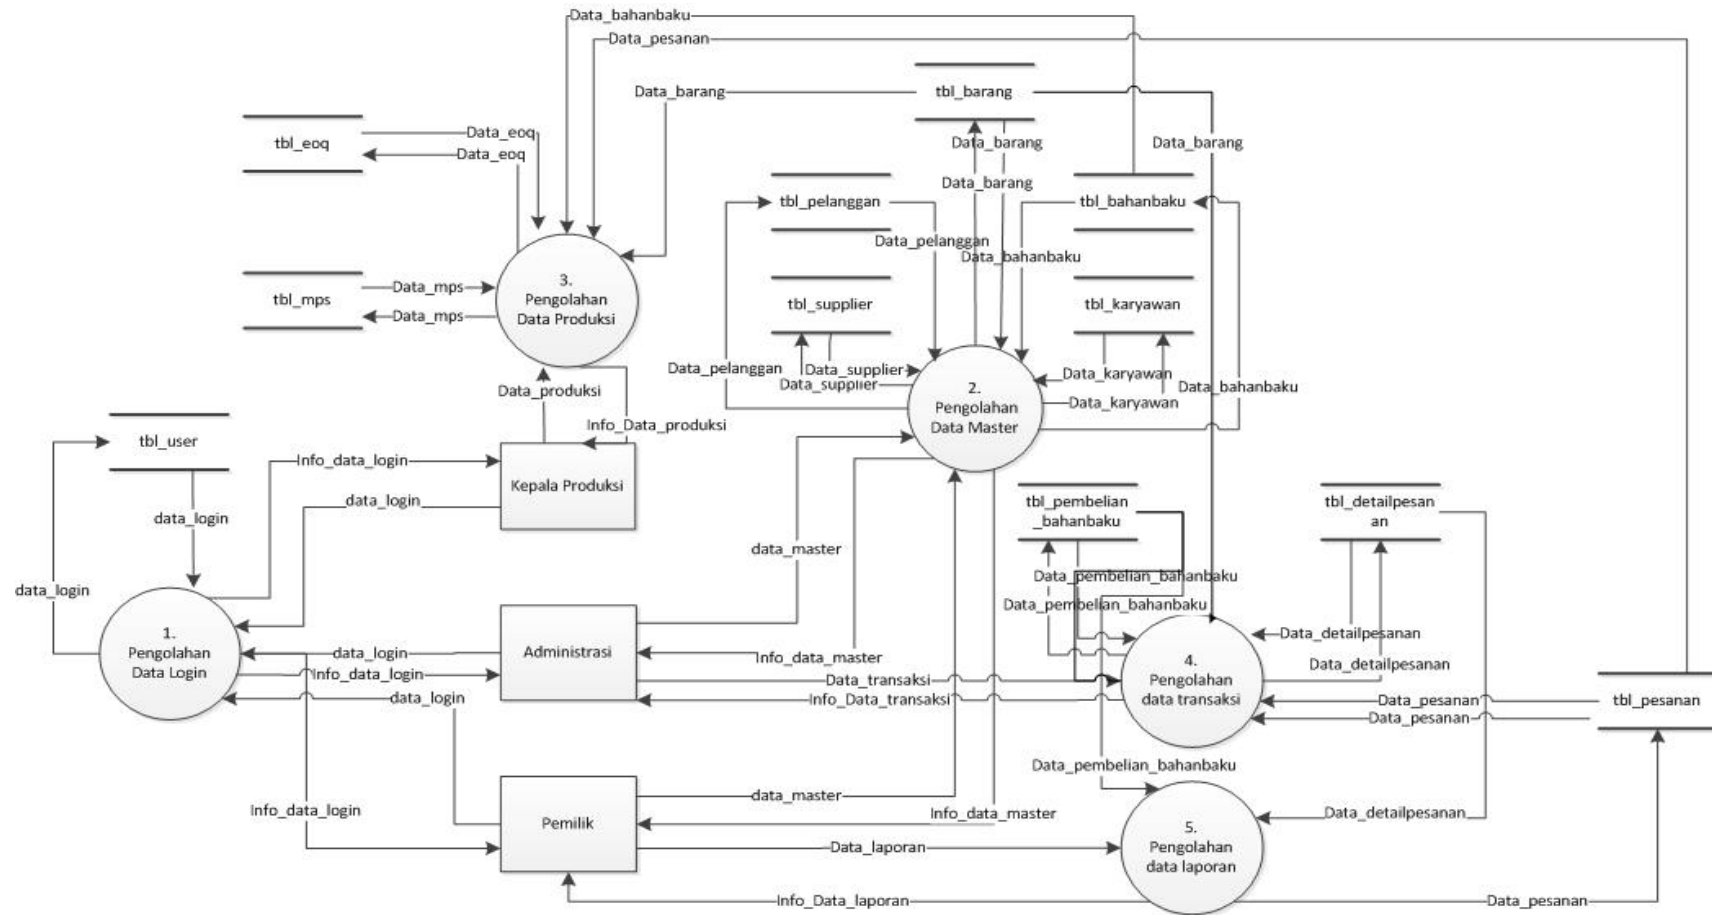 Data_bahanbaku
Data_pesanan
Data_barang
tbl_barang
tbl_eoq
Data_eoq
Data_eoq
Data_barang
Data_barang
Data_barang
tbl_pelanggan
tbl_bahanbaku
Data_pelanggan
Data_bahanbaku
tbl_mps
Data_mps
Data_mps
3.
Pengolahan
Data Produksi
tbl_supplier
tbl_karyawan
Data_pelanggan
Data_supplier
Data_supplier
2.
Pengolahan
Data Master
Data_karyawan
Data_karyawan
Data_bahanbaku
Data_produksi
Info_Data_produksi
tbl_user
Info_data_login
Kepala Produksi
data_login
data_login
tbl_pembelian
_bahanbaku
tbl_detailpesan
an
data_master
data_login
Data_pembelian_bahanbaku
Data_pembelian_bahanbaku
1.
Pengolahan
Data Login
data_login
Info_data_login
Administrasi
Info_data_master
Data_transaksi
Info_Data_transaksi
4.
Pengolahan
data transaksi
Data_detailpesanan
Data_detailpesanan
Data_pesanan
Data_pesanan
tbl_pesanan
data_login
Data_pembelian_bahanbaku
Info_data_login
Pemilik
data_master
Info_data_master
Data_detailpesanan
Data_laporan
5.
Pengolahan
data laporan
Info_Data_laporan
Data_pesanan